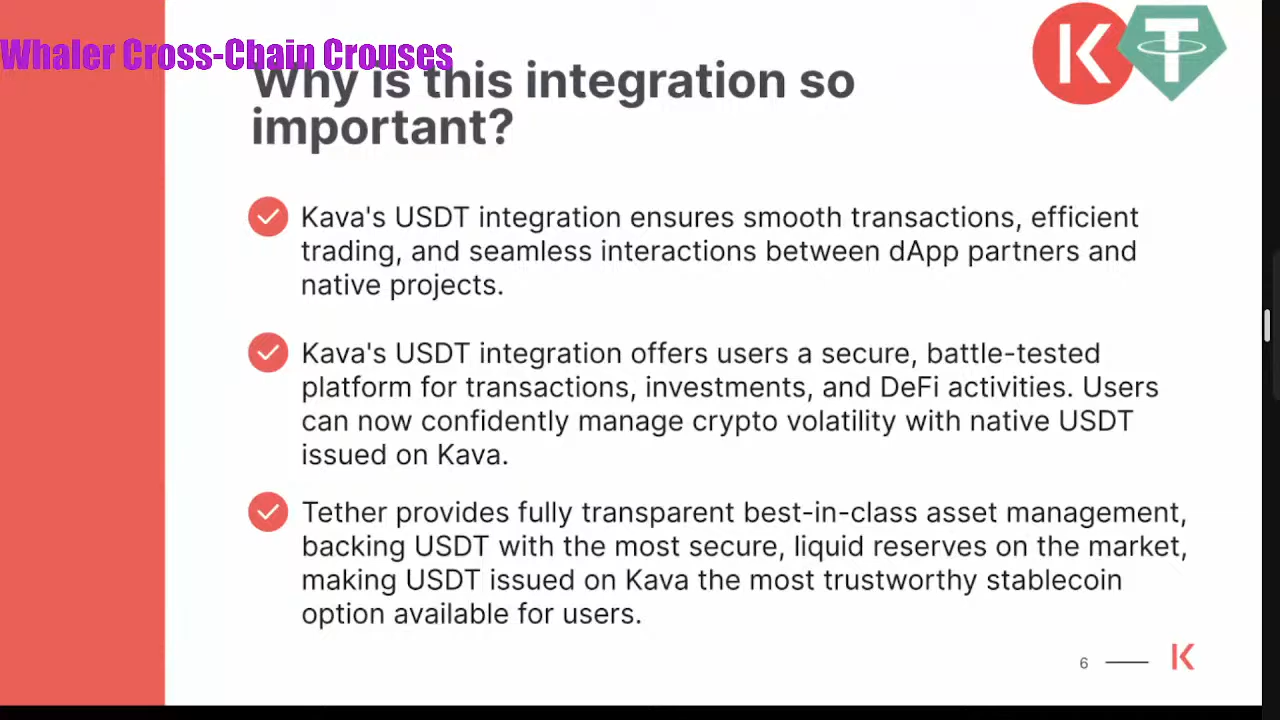 Whaler Cross-Chain Crouses
Why is this integration so
important?
Kava's USDT integration ensures smooth transactions, efficient
trading, and seamless interactions between dApp partners and
native projects.
Kava's USDT integration offers users a secure, battle-tested
platform for transactions, investments, and DeFi activities. Users
can now confidently manage crypto volatility with native USDT
issued on Kava.
Tether provides fully transparent best-in-class asset management,
backing USDT with the most secure, liquid reserves on the market,
making USDT issued on Kava the most trustworthy stablecoin
option available for users.
6